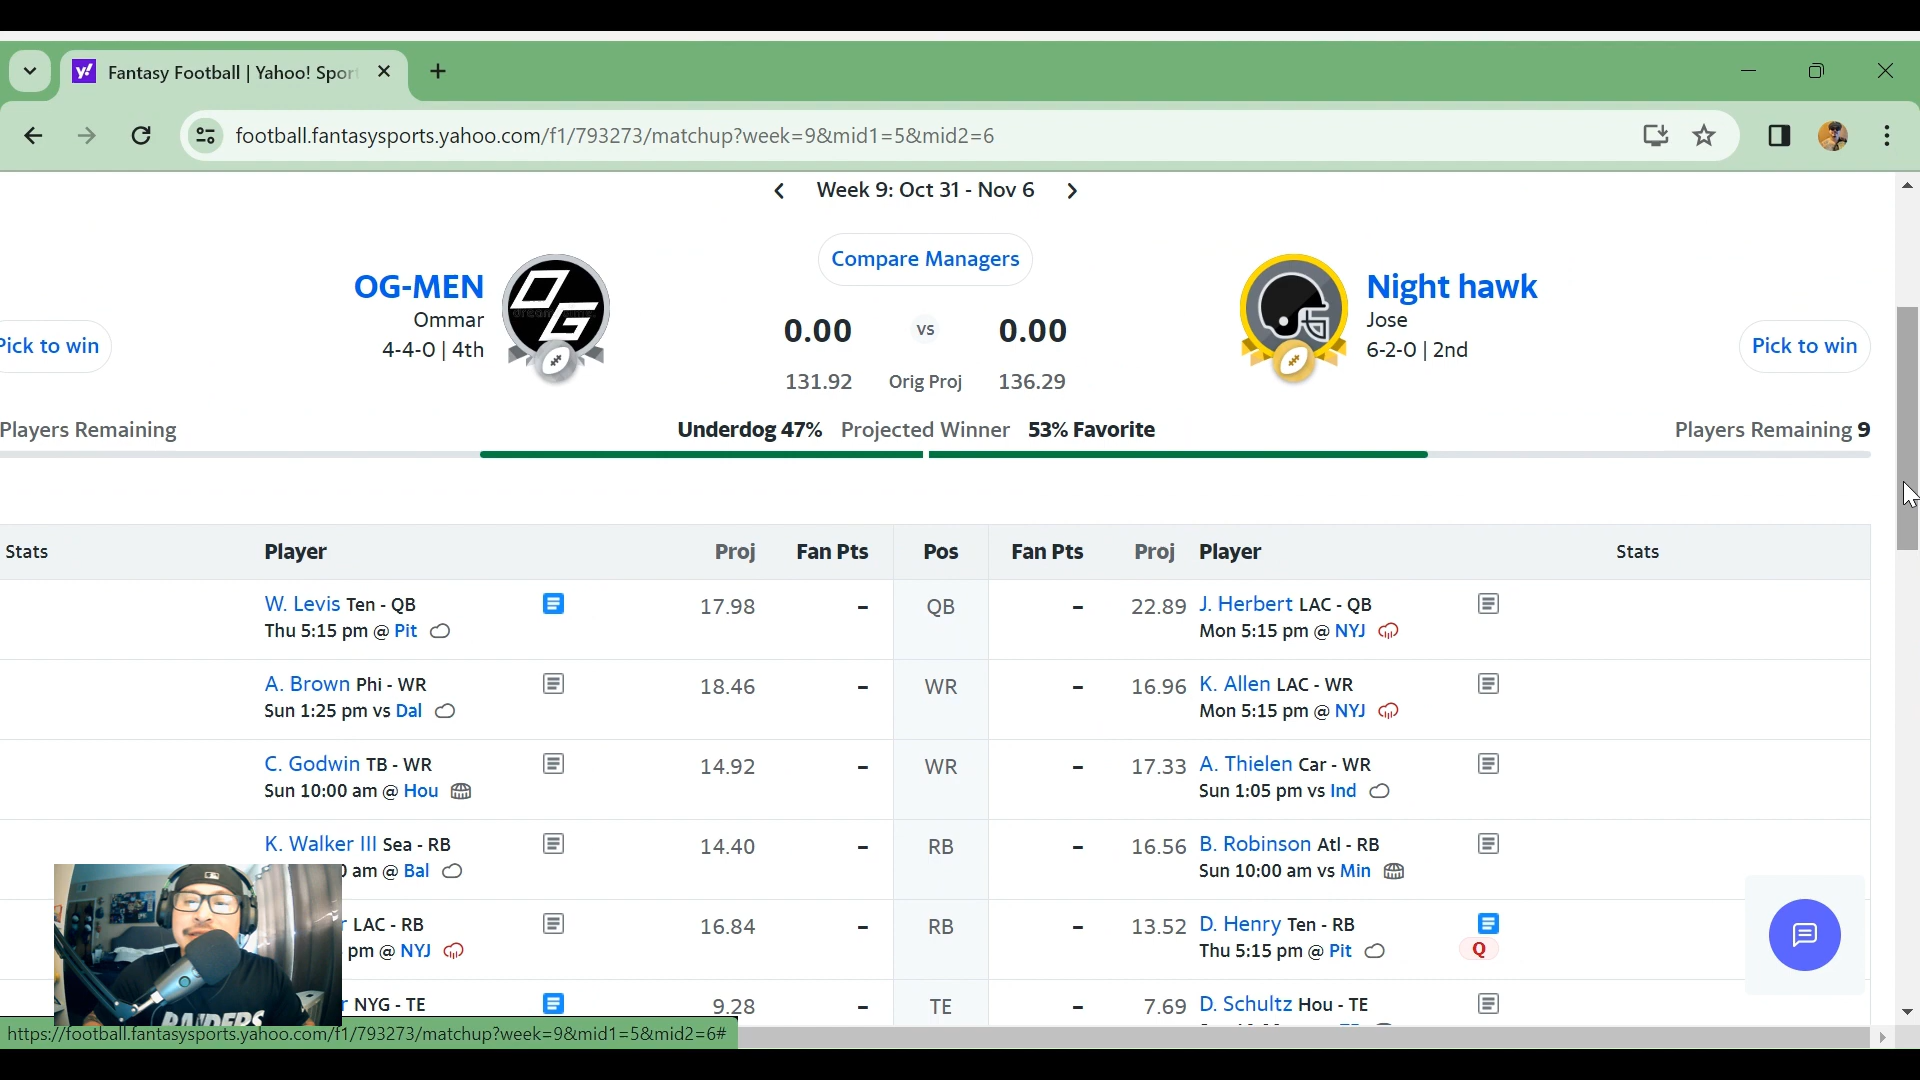 Fantasy Football | Yahoo! Spor
football.fantasysports.yahoo.com/f1/793273/matchup?week=9&mid1=5&mid2=6
Week 9: Oct 31 - Nov 6
Compare Managers
OG-MEN
Ommar
4-4-0 | 4th
OG
Pick to win
0.00 vs 0.00
131.92 Orig Proj 136.29
Night hawk
Jose
6-2-0 | 2nd
Pick to win
Players Remaining
Underdog 47% Projected Winner 53% Favorite
Players Remaining 9
Stats Player Proj Fan Pts Pos Fan Pts Proj Player Stats
W. Levis Ten - QB 17.98 – QB – 22.89 J. Herbert LAC - QB
Thu 5:15 pm @ Pit Mon 5:15 pm @ NYJ
A. Brown Phi - WR 18.46 – WR – 16.96 K. Allen LAC - WR
Sun 1:25 pm vs Dal Mon 5:15 pm @ NYJ
C. Godwin TB - WR 14.92 – WR – 17.33 A. Thielen Car - WR
Sun 10:00 am @ Hou Sun 1:05 pm vs Ind
K. Walker III Sea - RB 14.40 – RB – 16.56 B. Robinson Atl - RB
am @ Bal Sun 10:00 am vs Min
LAC - RB 16.84 – RB – 13.52 D. Henry Ten - RB
pm @ NYJ Thu 5:15 pm @ Pit Q
NYG - TE 9.28 – TE – 7.69 D. Schultz Hou - TE
RAIDERS
https://football.fantasysports.yahoo.com/f1/793273/matchup?week=9&mid1=5&mid2=6#